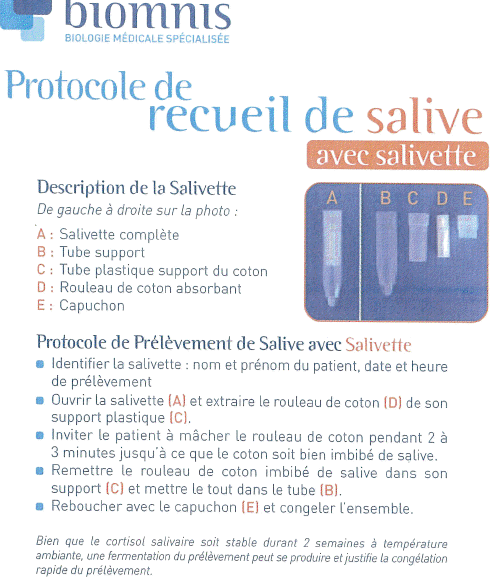 biomnis
BIOLOGIE MÉDICALE SPÉCIALISÉE
Protocole de
recueil de salive
avec salivette
Description de la Salivette
De gauche à droite sur la photo :
A : Salivette complète
B : Tube support
C : Tube plastique support du coton
D : Rouleau de coton absorbant
E : Capuchon
A B C D E
Protocole de Prélèvement de Salive avec Salivette
Identifier la salivette : nom et prénom du patient, date et heure
de prélèvement
Ouvrir la salivette (A) et extraire le rouleau de coton (D) de son
support plastique (C).
Inviter le patient à mâcher le rouleau de coton pendant 2 à
3 minutes jusqu'à ce que le coton soit bien imbibé de salive.
Remettre le rouleau de coton imbibé de salive dans son
support (C) et mettre le tout dans le tube (B).
Reboucher avec le capuchon (E) et congeler l'ensemble.
Bien que le cortisol salivaire soit stable durant 2 semaines à température
ambiante, une fermentation du prélèvement peut se produire et justifie la congélation
rapide du prélèvement.